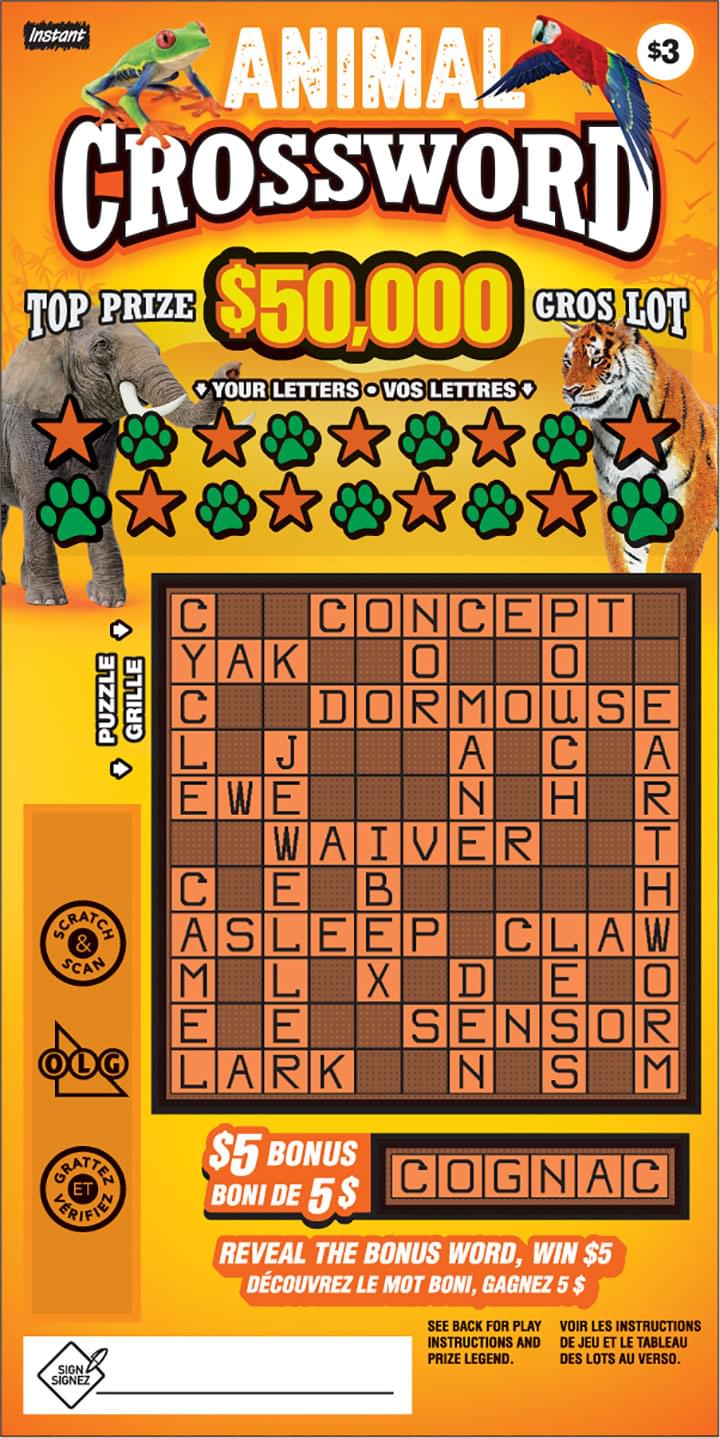 Instant
ANIMAL
$3
CROSSWORD
TOP PRIZE $50,000 GROS LOT
YOUR LETTERS • VOS LETTRES
PUZZLE
GRILLE
C CONCEPT
YAK O O
C DORMOUSE
L J A C A
EWE N H R
WAIVER T
C E B H
ASLEEP CLAW
M L X D E O
E E SENSOR
LARK N S M
SCRATCH
&
SCAN
OLG
GRATTEZ
ET
VÉRIFIEZ
$5 BONUS
BONI DE 5 $
COGNAC
REVEAL THE BONUS WORD, WIN $5
DÉCOUVREZ LE MOT BONI, GAGNEZ 5 $
SEE BACK FOR PLAY
INSTRUCTIONS AND
PRIZE LEGEND.
VOIR LES INSTRUCTIONS
DE JEU ET LE TABLEAU
DES LOTS AU VERSO.
SIGN
SIGNEZ